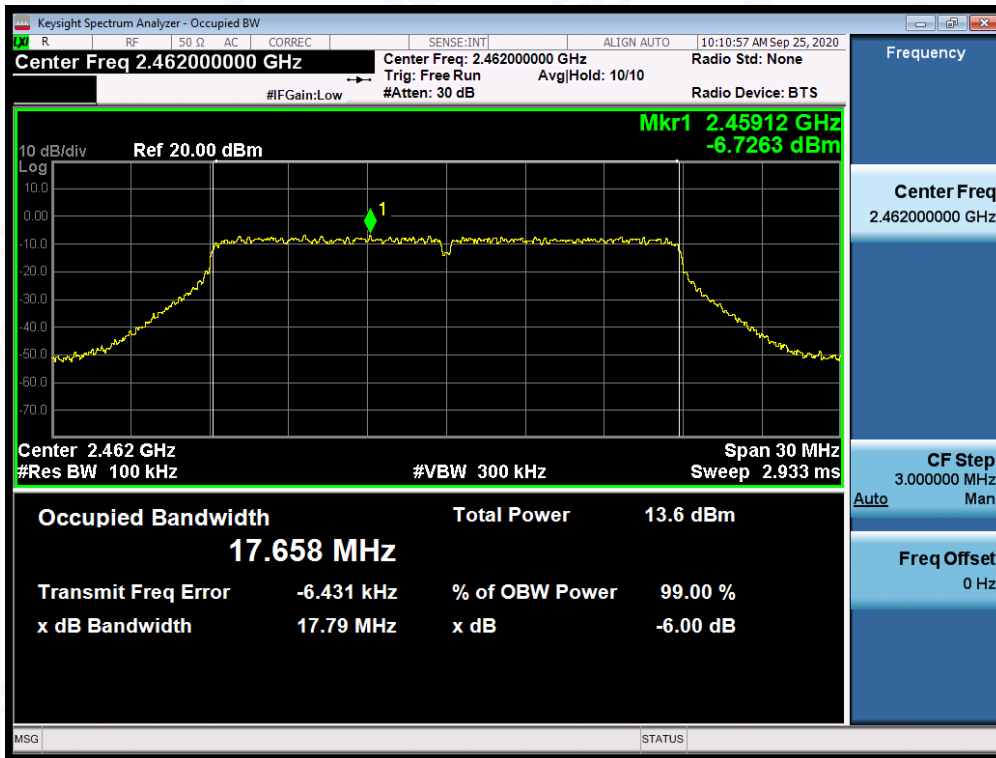 Keysight Spectrum Analyzer - Occupied BW
LXI R RF 50 Ω AC CORREC SENSE:INT ALIGN AUTO 10:10:57 AM Sep 25, 2020
Center Freq 2.462000000 GHz
Center Freq: 2.462000000 GHz Radio Std: None
Trig: Free Run Avg|Hold: 10/10
#IFGain:Low #Atten: 30 dB Radio Device: BTS
Frequency
Mkr1 2.45912 GHz
-6.7263 dBm
10 dB/div Ref 20.00 dBm
Log
10.0
0.00
-10.0
-20.0
-30.0
-40.0
-50.0
-60.0
-70.0
1
Center 2.462 GHz Span 30 MHz
#Res BW 100 kHz #VBW 300 kHz Sweep 2.933 ms
Occupied Bandwidth Total Power 13.6 dBm
17.658 MHz
Transmit Freq Error -6.431 kHz % of OBW Power 99.00 %
x dB Bandwidth 17.79 MHz x dB -6.00 dB
Center Freq
2.462000000 GHz
CF Step
3.000000 MHz
Auto Man
Freq Offset
0 Hz
MSG STATUS